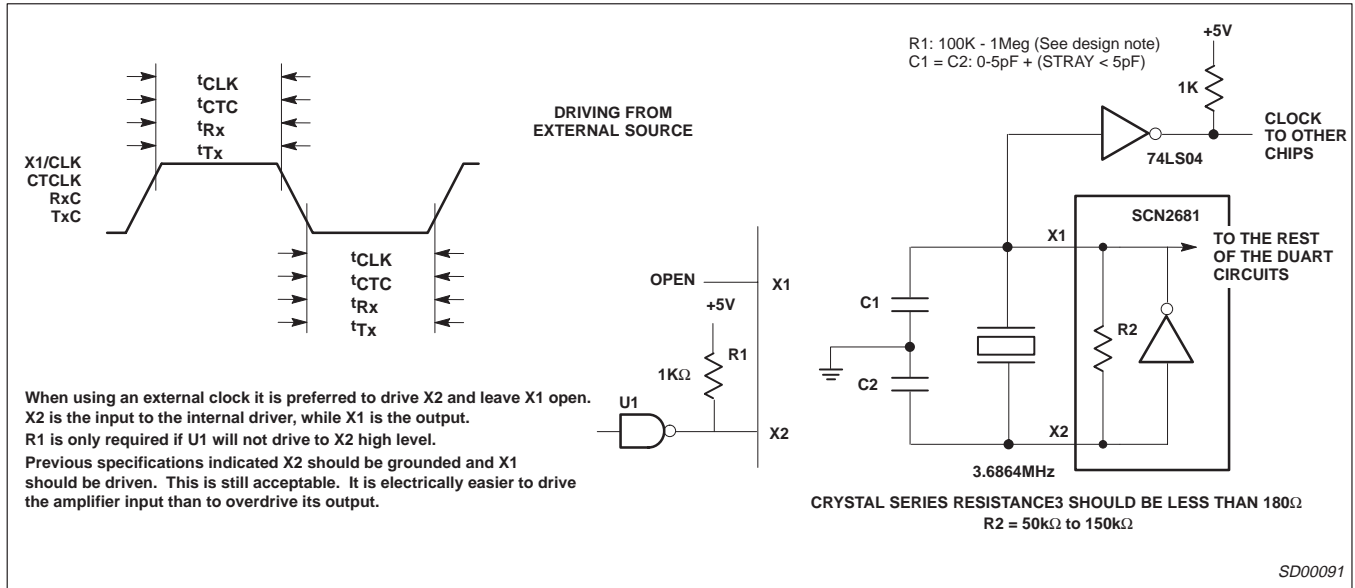 tCLK
tCTC
tRx
tTx
X1/CLK
CTCLK
RxC
TxC
tCLK
tCTC
tRx
tTx
When using an external clock it is preferred to drive X2 and leave X1 open.
X2 is the input to the internal driver, while X1 is the output.
R1 is only required if U1 will not drive to X2 high level.
Previous specifications indicated X2 should be grounded and X1
should be driven. This is still acceptable. It is electrically easier to drive
the amplifier input than to overdrive its output.
DRIVING FROM
EXTERNAL SOURCE
OPEN
X1
+5V
R1
1KΩ
U1
X2
R1: 100K - 1Meg (See design note)
C1 = C2: 0-5pF + (STRAY < 5pF)
+5V
1K
CLOCK
TO OTHER
CHIPS
74LS04
SCN2681
X1
TO THE REST
OF THE DUART
CIRCUITS
C1
R2
C2
X2
3.6864MHz
CRYSTAL SERIES RESISTANCE3 SHOULD BE LESS THAN 180Ω
R2 = 50kΩ to 150kΩ
SD00091